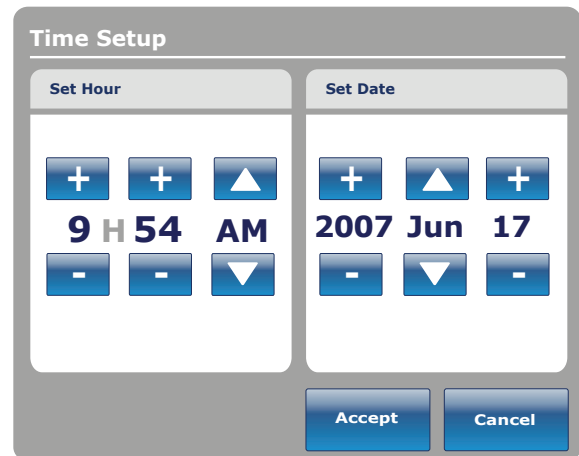 Time Setup
Set Hour
Set Date
+ + +  +
9 H 54 AM
2007 Jun 17
- - - -
Accept
Cancel